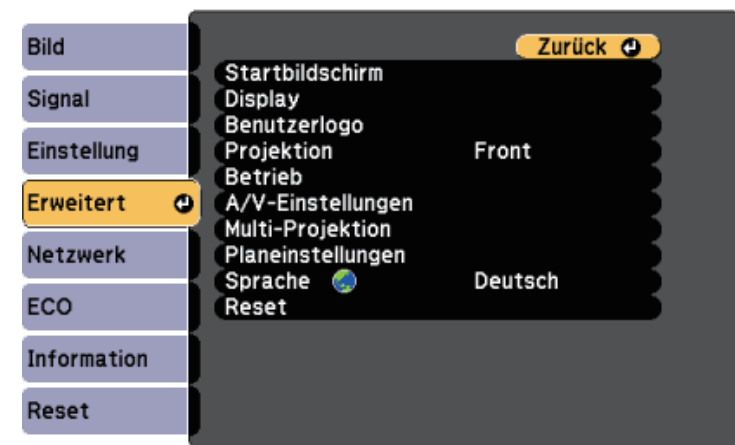 Bild
Signal
Einstellung
Erweitert
Netzwerk
ECO
Information
Reset
Zurück
Startbildschirm
Display
Benutzerlogo
Projektion Front
Betrieb
A/V-Einstellungen
Multi-Projektion
Planeinstellungen
Sprache Deutsch
Reset